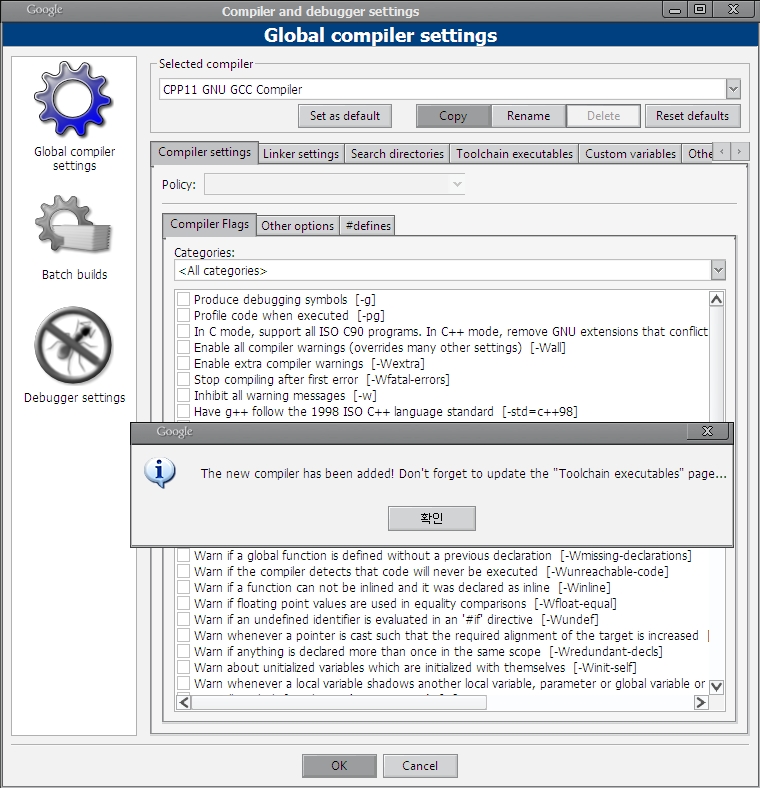 Google
Compiler and debugger settings
Global compiler settings
Global compiler
settings
Batch builds
Debugger settings
Selected compiler
CPP11 GNU GCC Compiler
Set as default
Copy
Rename
Delete
Reset defaults
Compiler settings
Linker settings
Search directories
Toolchain executables
Custom variables
Othe
Policy:
Compiler Flags
Other options
#defines
Categories:
<All categories>
Produce debugging symbols [-g]
Profile code when executed [-pg]
In C mode, support all ISO C90 programs. In C++ mode, remove GNU extensions that conflict
Enable all compiler warnings (overrides many other settings) [-Wall]
Enable extra compiler warnings [-Wextra]
Stop compiling after first error [-Wfatal-errors]
Inhibit all warning messages [-w]
Have g++ follow the 1998 ISO C++ language standard [-std=c++98]
Google
The new compiler has been added! Don't forget to update the "Toolchain executables" page...
확인
Warn if a global function is defined without a previous declaration [-Wmissing-declarations]
Warn if the compiler detects that code will never be executed [-Wunreachable-code]
Warn if a function can not be inlined and it was declared as inline [-Winline]
Warn if floating point values are used in equality comparisons [-Wfloat-equal]
Warn if an undefined identifier is evaluated in an '#if' directive [-Wundef]
Warn whenever a pointer is cast such that the required alignment of the target is increased [
Warn if anything is declared more than once in the same scope [-Wredundant-decls]
Warn about unitialized variables which are initialized with themselves [-Winit-self]
Warn whenever a local variable shadows another local variable, parameter or global variable or
OK
Cancel